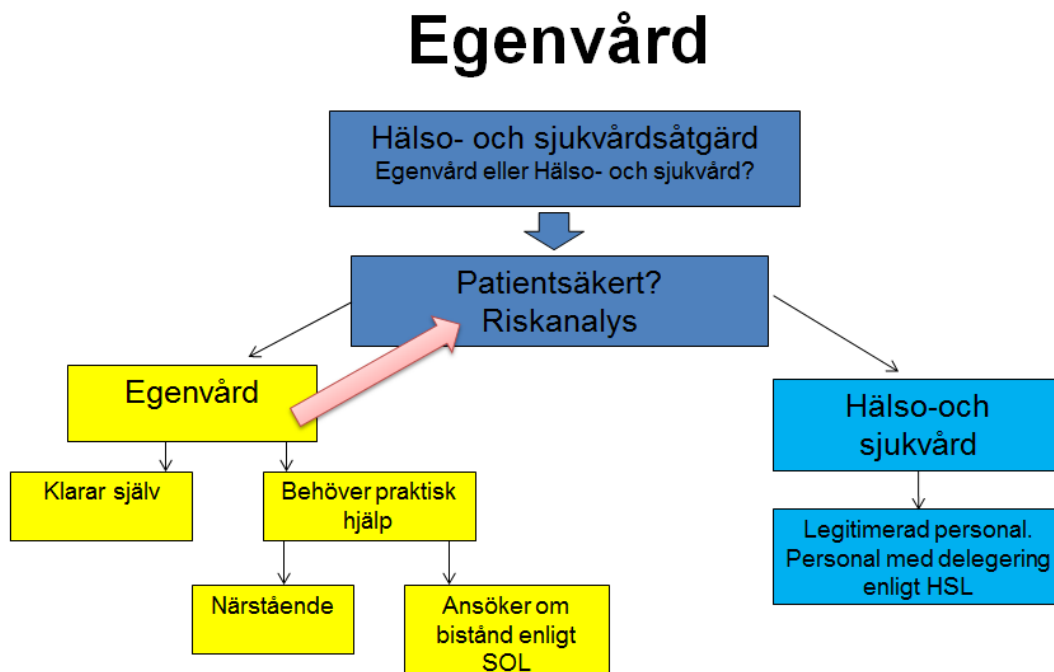 Egenvård
Hälso- och sjukvårdsåtgärd
Egenvård eller Hälso- och sjukvård?
Patientsäkert?
Riskanalys
Egenvård
Hälso-och
sjukvård
Klarar själv
Behöver praktisk
hjälp
Legitimerad personal.
Personal med delegering
enligt HSL
Närstående
Ansöker om
bistånd enligt
SOL